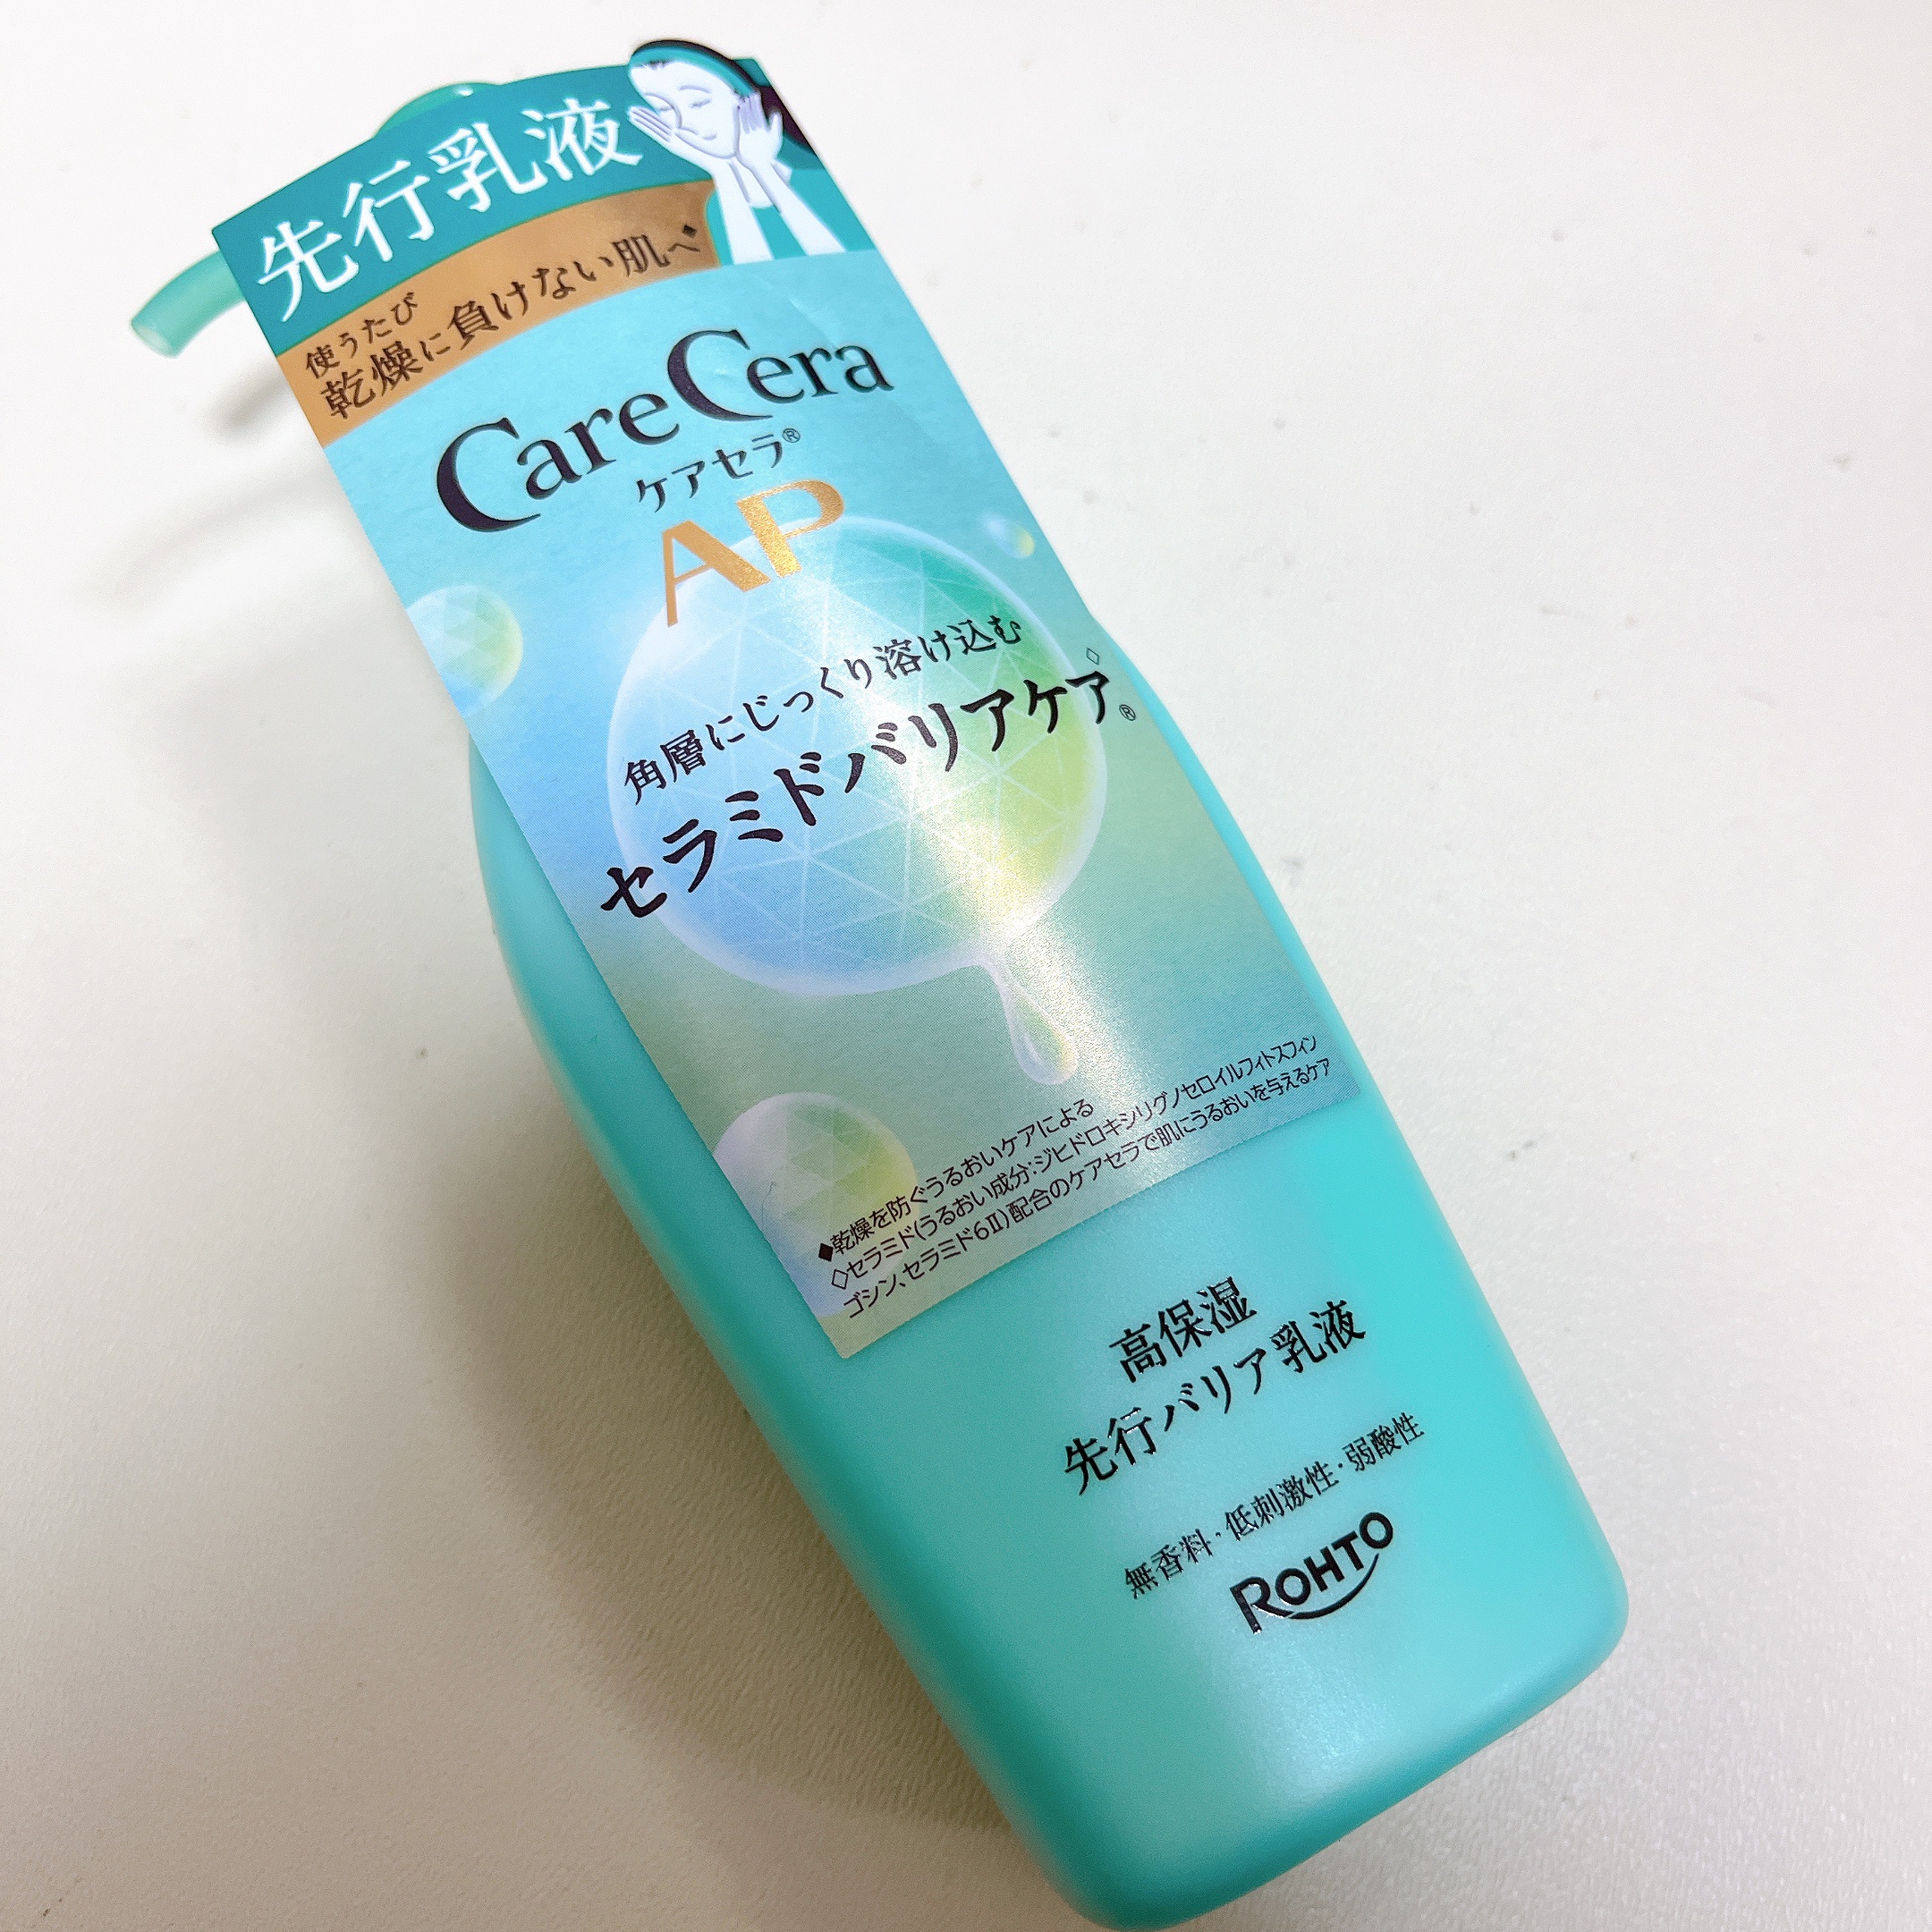 先行乳液
使うたび
乾燥に負けない肌へ◆
CareCera
ケアセラ®
AP
角層にじっくり溶け込む
セラミドバリアケア◇®
◆乾燥を防ぐうるおいケアによる
◇セラミド(うるおい成分:ジヒドロキシリグノセロイルフィトスフィン
ゴシン、セラミド6Ⅱ)配合のケアセラで肌にうるおいを与えるケア
高保湿
先行バリア乳液
無香料・低刺激性・弱酸性
ROHTO